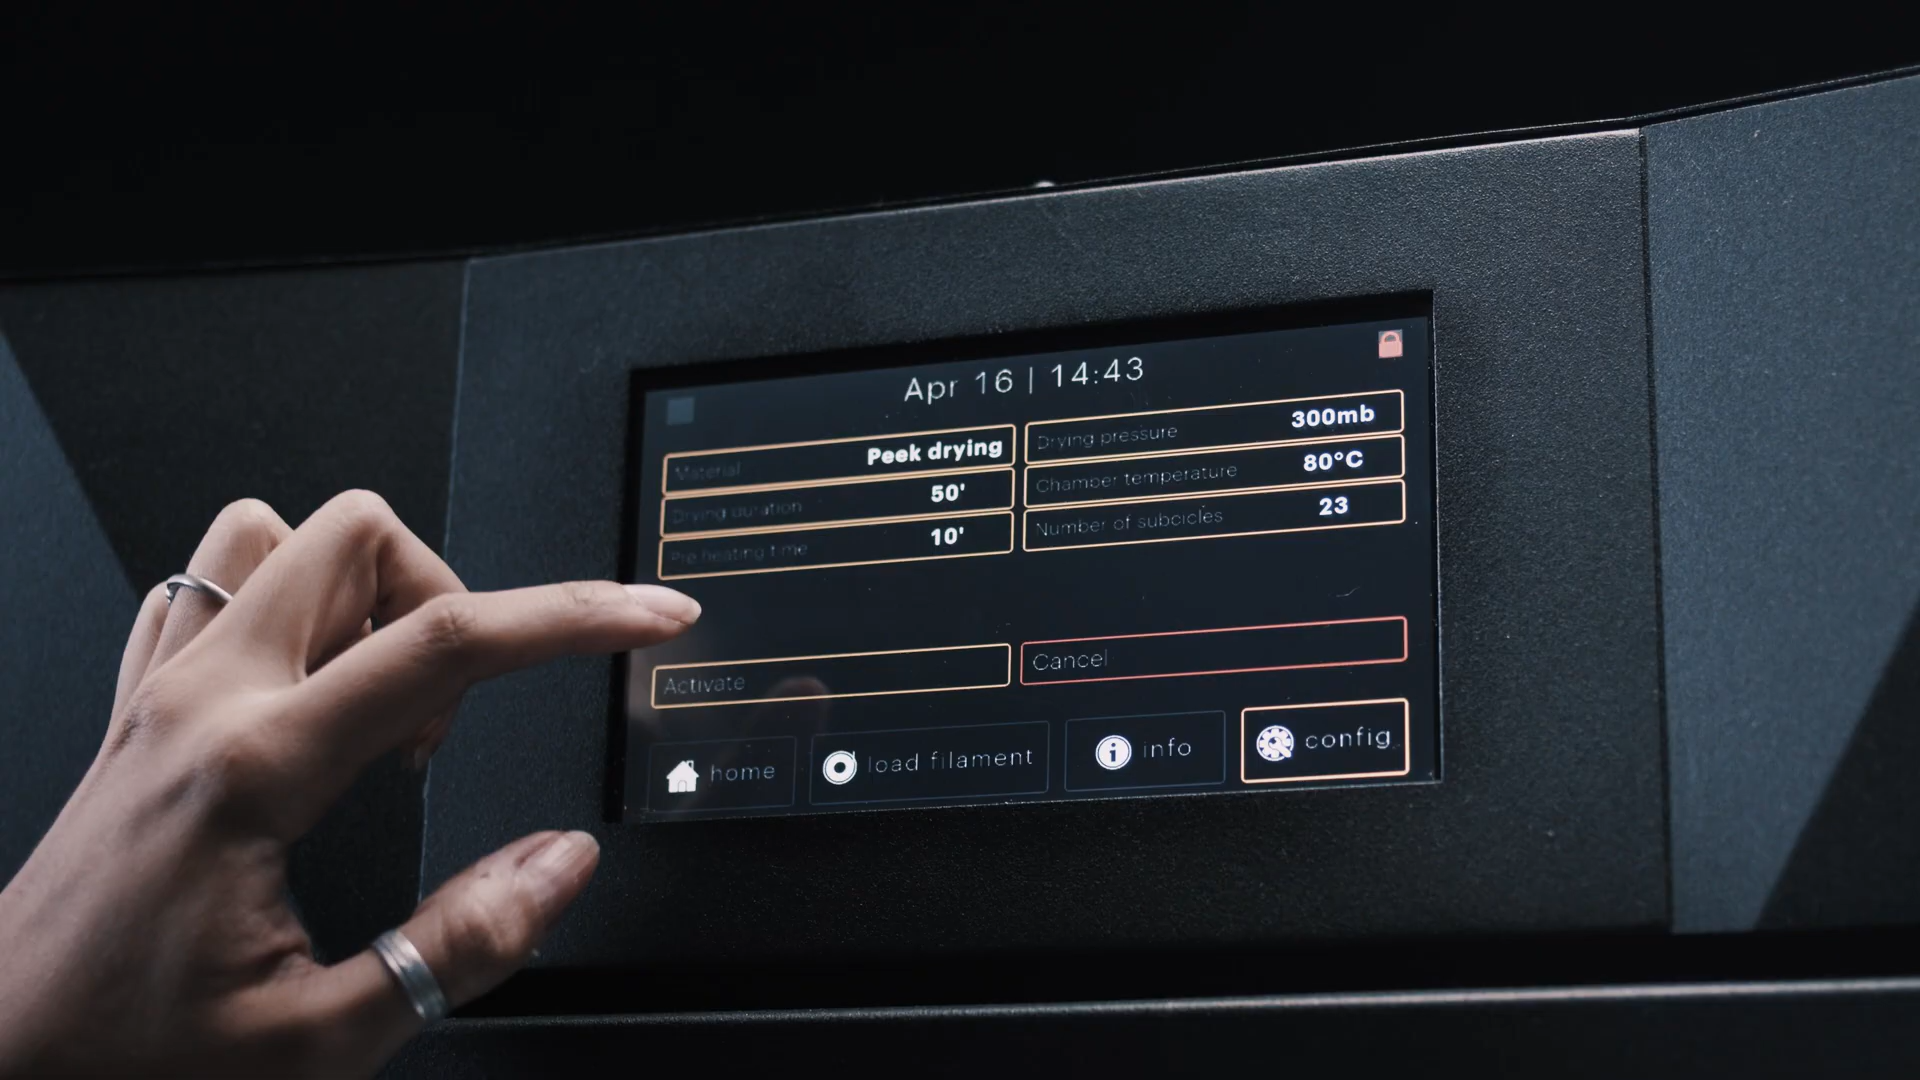 Apr 16 | 14:43
Material Peek drying
Drying duration 50'
Pre heating time 10'
Drying pressure 300mb
Chamber temperature 80°C
Number of subcicles 23
Activate
Cancel
home
load filament
info
config